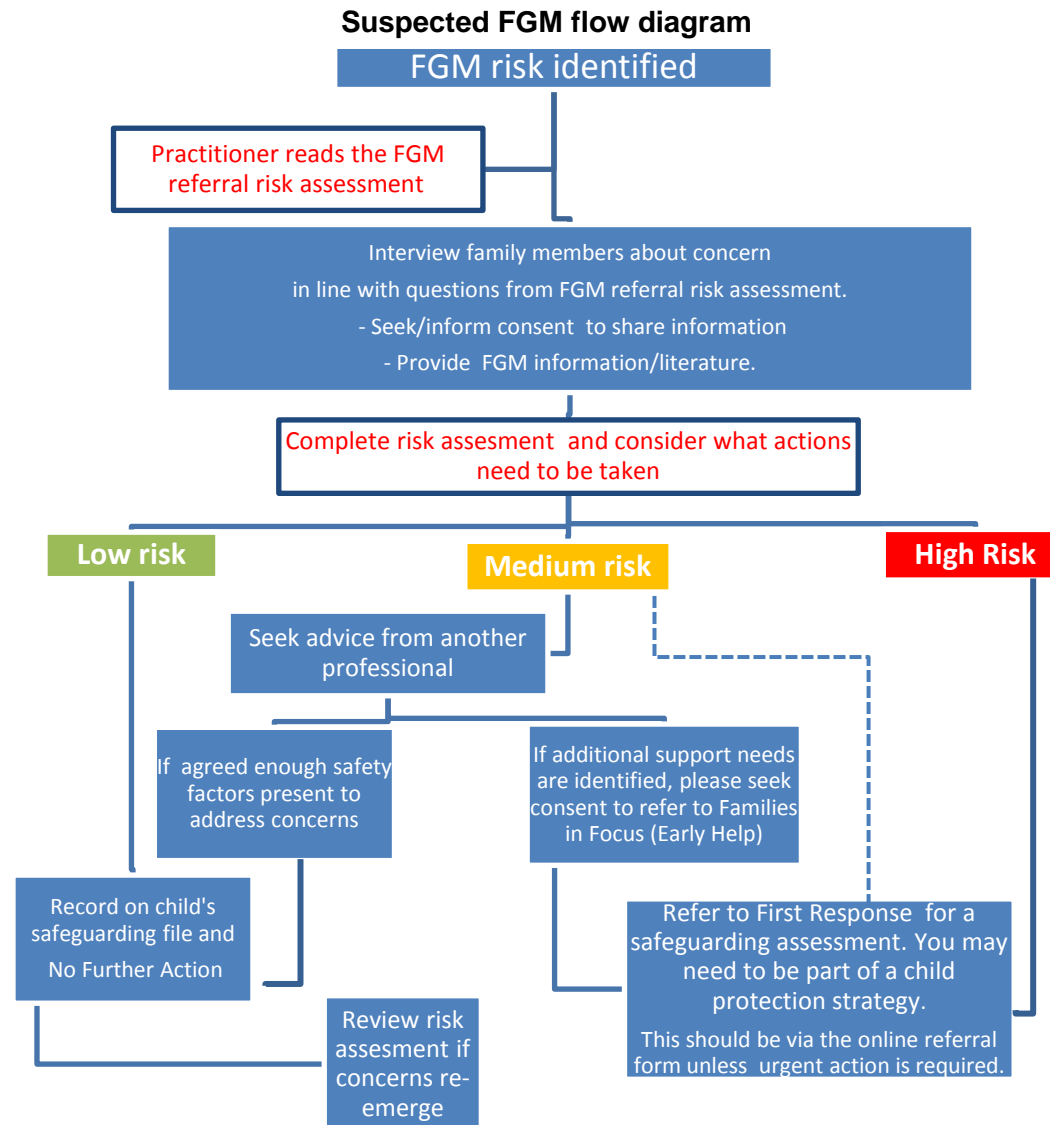 Suspected FGM flow diagram
FGM risk identified
Practitioner reads the FGM
referral risk assessment
Interview family members about concern
in line with questions from FGM referral risk assessment.
- Seek/inform consent to share information
- Provide FGM information/literature.
Complete risk assesment and consider what actions
need to be taken
Low risk
Medium risk
High Risk
Seek advice from another
professional
If agreed enough safety
factors present to
address concerns
If additional support needs
are identified, please seek
consent to refer to Families
in Focus (Early Help)
Record on child's
safeguarding file and
No Further Action
Refer to First Response for a
safeguarding assessment. You may
need to be part of a child
protection strategy.
This should be via the online referral
form unless urgent action is required.
Review risk
assesment if
concerns re-
emerge